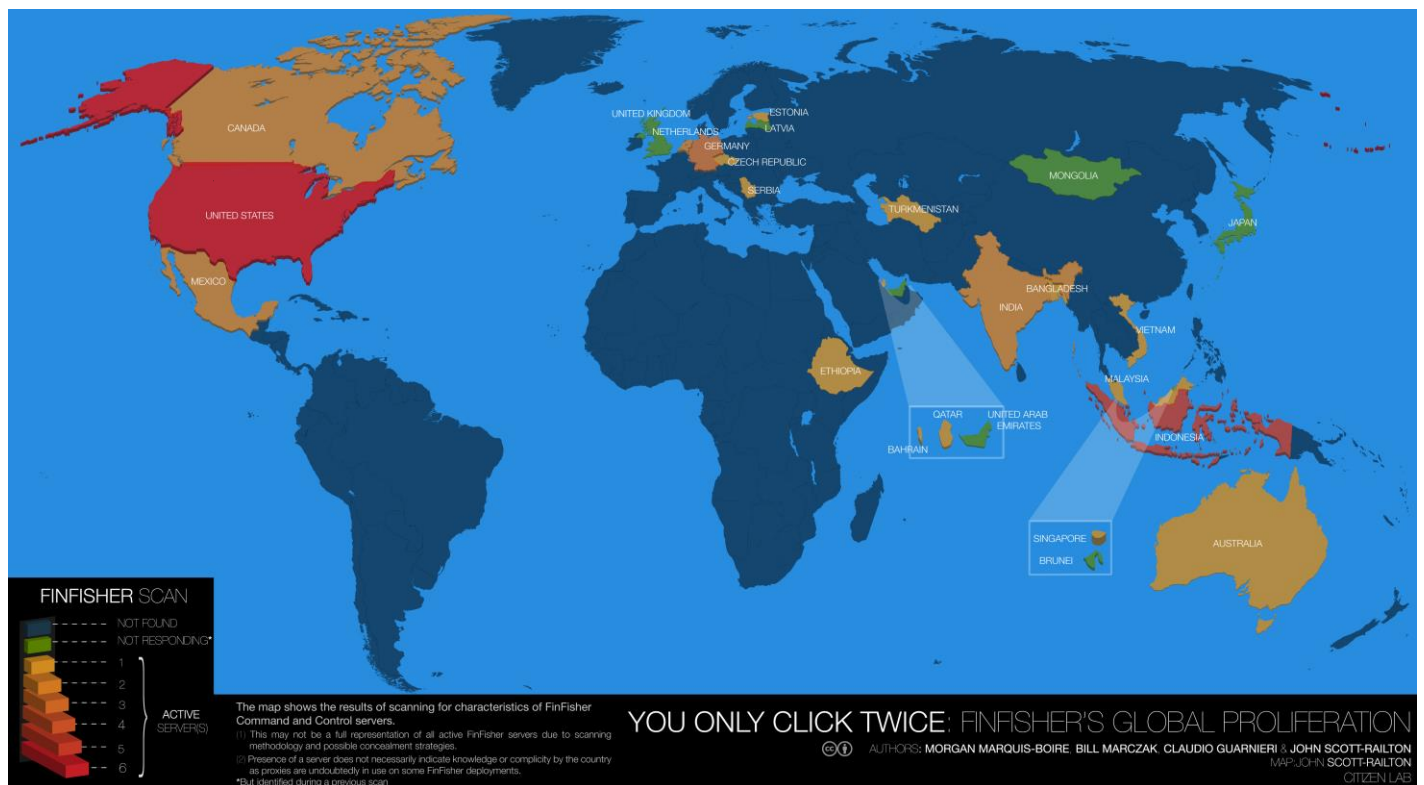 CANADA
UNITED STATES
MEXICO
UNITED KINGDOM
NETHERLANDS
GERMANY
CZECH REPUBLIC
ESTONIA
LATVIA
SERBIA
TURKMENISTAN
MONGOLIA
JAPAN
BANGLADESH
INDIA
VIETNAM
ETHIOPIA
MALAYSIA
INDONESIA
QATAR
UNITED ARAB
EMIRATES
BAHRAIN
SINGAPORE
BRUNEI
AUSTRALIA
FINFISHER SCAN
NOT FOUND
NOT RESPONDING*
1
2
3
4
5
6
ACTIVE
SERVER(S)
The map shows the results of scanning for characteristics of FinFisher
Command and Control servers.
(1) This may not be a full representation of all active FinFisher servers due to scanning
methodology and possible concealment strategies.
(2) Presence of a server does not necessarily indicate knowledge or complicity by the country
as proxies are undoubtedly in use on some FinFisher deployments.
*But identified during a previous scan
YOU ONLY CLICK TWICE: FINFISHER'S GLOBAL PROLIFERATION
cc AUTHORS: MORGAN MARQUIS-BOIRE, BILL MARCZAK, CLAUDIO GUARNIERI & JOHN SCOTT-RAILTON
MAP:JOHN SCOTT-RAILTON
CITIZEN LAB